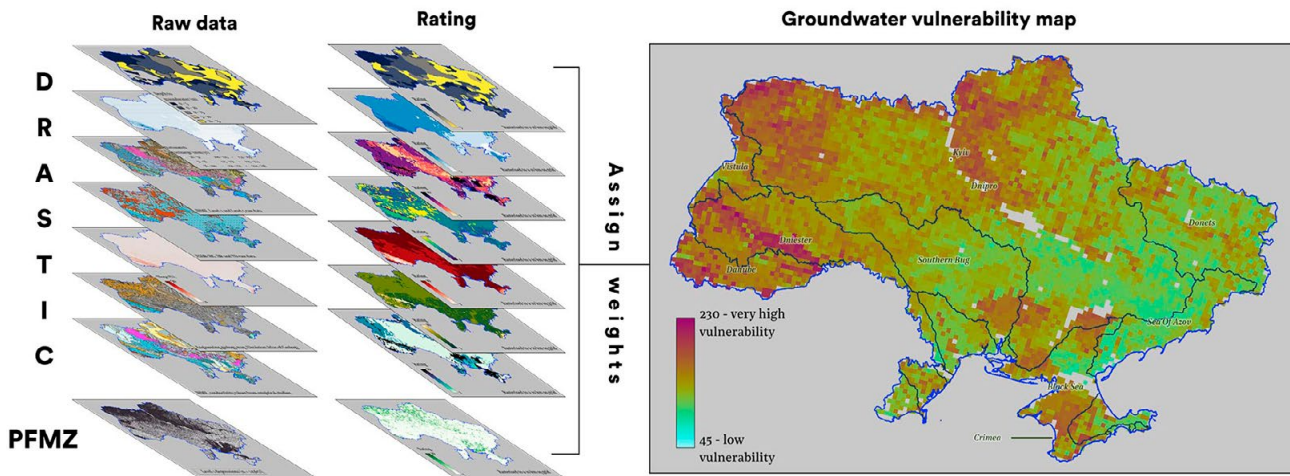 Raw data
Rating
Groundwater vulnerability map
D
R
A
S
T
I
C
PFMZ
Assign
weights
Vistula
Kyiv
Dnipro
Donets
Dniester
Danube
Southern Bug
Sea Of Azov
Black Sea
Crimea
230 - very high
vulnerability
45 - low
vulnerability